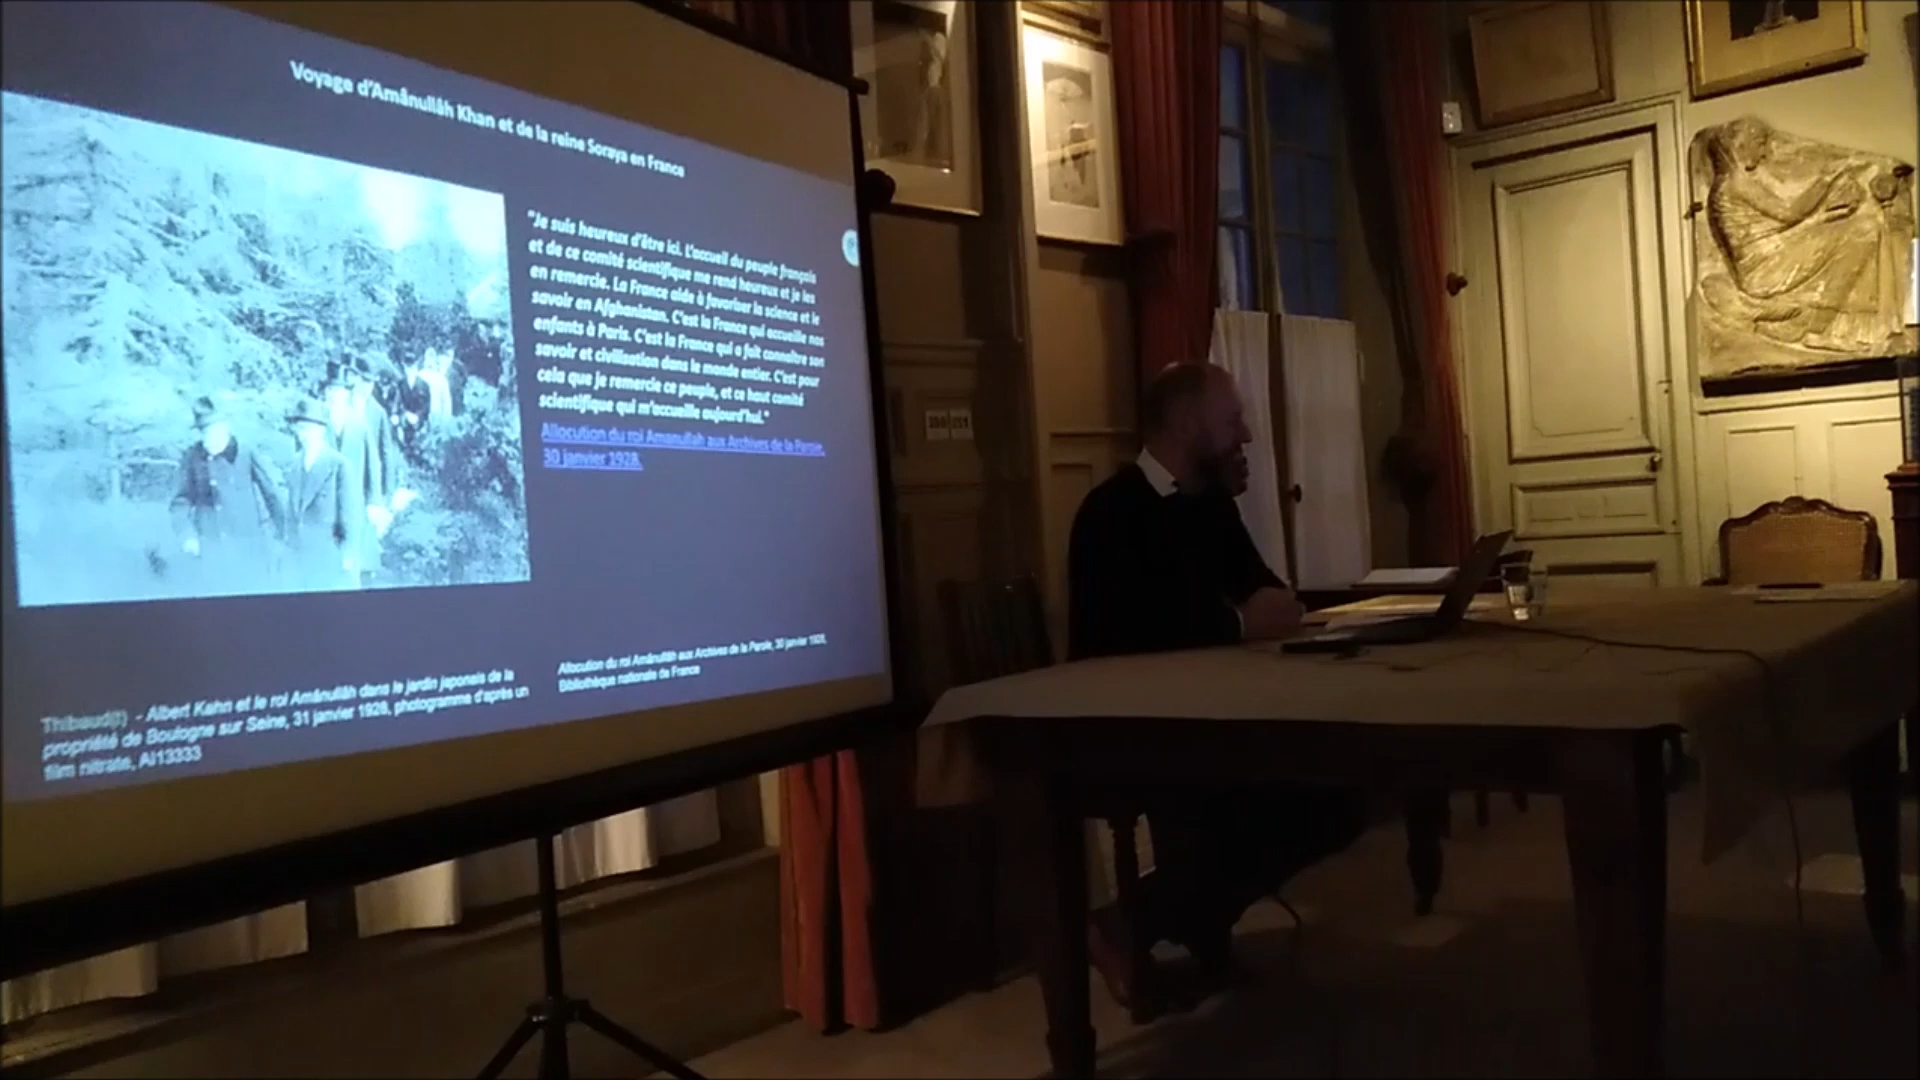 Voyage d'Amânullâh Khan et de la reine Soraya en France
"Je suis heureux d'être ici. L'accueil du peuple français
et de ce comité scientifique me rend heureux et je les
en remercie. La France aide à favoriser la science et le
savoir en Afghanistan. C'est la France qui accueille nos
enfants à Paris. C'est la France qui a fait connaître son
savoir et civilisation dans le monde entier. C'est pour
cela que je remercie ce peuple, et ce haut comité
scientifique qui m'accueille aujourd'hui."
Allocution du roi Amanullah aux Archives de la Parole,
30 janvier 1928.
Thibaud(t) - Albert Kahn et le roi Amânullâh dans le jardin japonais de la
propriété de Boulogne sur Seine, 31 janvier 1928, photogramme d'après un
film nitrate, AI13333
Allocution du roi Amânullâh aux Archives de la Parole, 30 janvier 1928,
Bibliothèque nationale de France